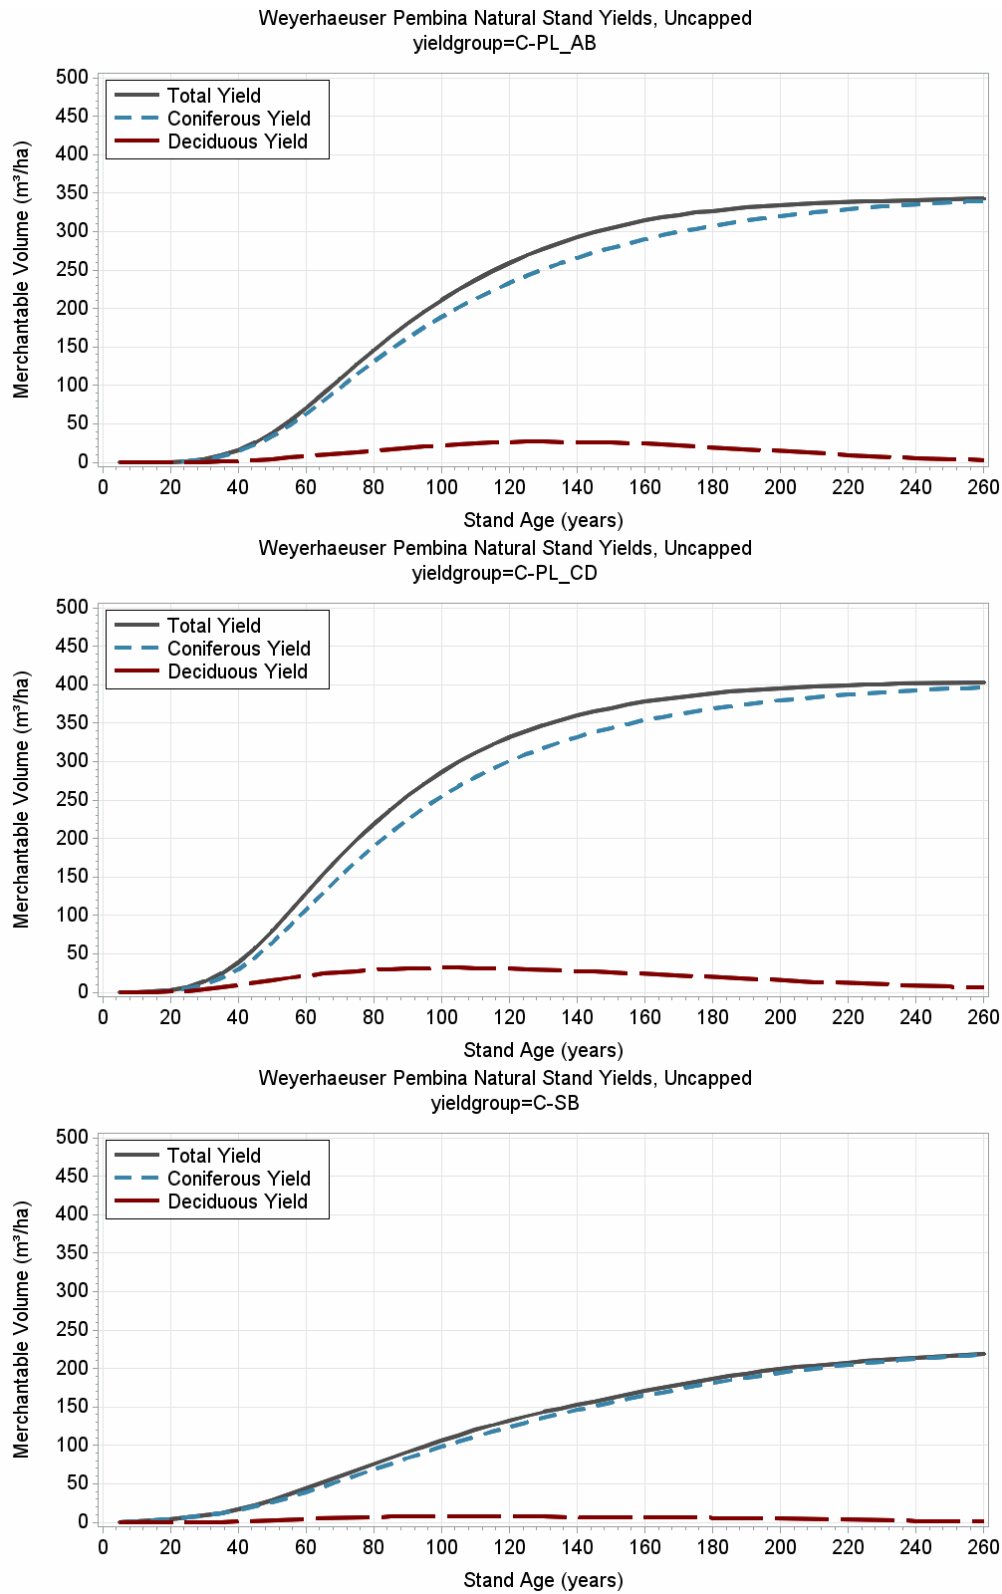 Weyerhaeuser Pembina Natural Stand Yields, Uncapped
yieldgroup=C-PL_AB
Total Yield
Coniferous Yield
Deciduous Yield
Merchantable Volume (m³/ha)
500
450
400
350
300
250
200
150
100
50
0
0 20 40 60 80 100 120 140 160 180 200 220 240 260
Stand Age (years)
Weyerhaeuser Pembina Natural Stand Yields, Uncapped
yieldgroup=C-PL_CD
Total Yield
Coniferous Yield
Deciduous Yield
Merchantable Volume (m³/ha)
500
450
400
350
300
250
200
150
100
50
0
0 20 40 60 80 100 120 140 160 180 200 220 240 260
Stand Age (years)
Weyerhaeuser Pembina Natural Stand Yields, Uncapped
yieldgroup=C-SB
Total Yield
Coniferous Yield
Deciduous Yield
Merchantable Volume (m³/ha)
500
450
400
350
300
250
200
150
100
50
0
0 20 40 60 80 100 120 140 160 180 200 220 240 260
Stand Age (years)